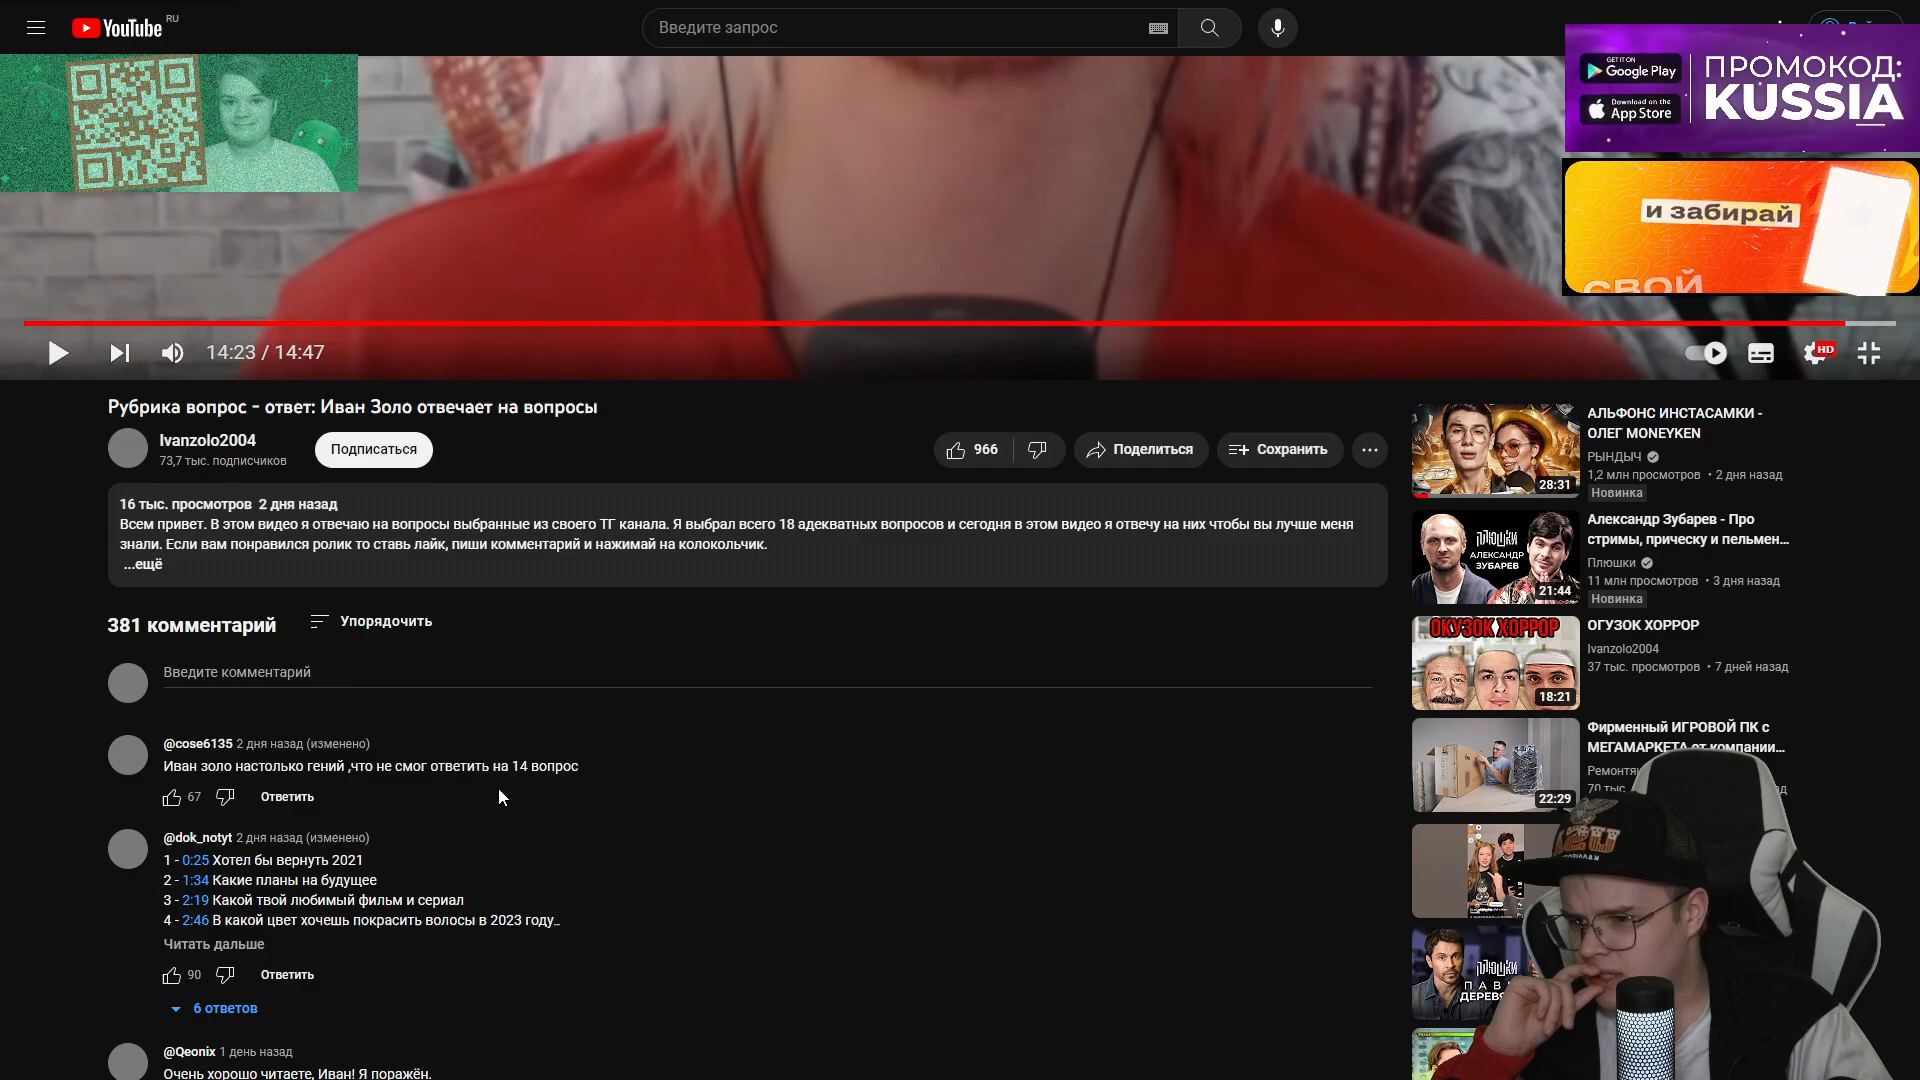 YouTube RU
Введите запрос
Вой
GET IT ON
Google Play
Download on the
App Store
ПРОМОКОД:
KUSSIA
и забирай
СВОЙ
14:23 / 14:47
HD
Рубрика вопрос - ответ: Иван Золо отвечает на вопросы
Ivanzolo2004
73,7 тыс. подписчиков
Подписаться
966
Поделиться
Сохранить
16 тыс. просмотров 2 дня назад
Всем привет. В этом видео я отвечаю на вопросы выбранные из своего ТГ канала. Я выбрал всего 18 адекватных вопросов и сегодня в этом видео я отвечу на них чтобы вы лучше меня
знали. Если вам понравился ролик то ставь лайк, пиши комментарий и нажимай на колокольчик.
...ещё
381 комментарий
Упорядочить
Введите комментарий
@cose6135 2 дня назад (изменено)
Иван золо настолько гений ,что не смог ответить на 14 вопрос
67
Ответить
@dok_notyt 2 дня назад (изменено)
1 - 0:25 Хотел бы вернуть 2021
2 - 1:34 Какие планы на будущее
3 - 2:19 Какой твой любимый фильм и сериал
4 - 2:46 В какой цвет хочешь покрасить волосы в 2023 году...
Читать дальше
90
Ответить
6 ответов
@Qeonix 1 день назад
Очень хорошо читаете, Иван! Я поражён.
28:31
АЛЬФОНС ИНСТАСАМКИ -
ОЛЕГ MONEYKEN
РЫНДЫЧ
1,2 млн просмотров • 2 дня назад
Новинка
ПЛЮШКИ
АЛЕКСАНДР
ЗУБАРЕВ
21:44
Александр Зубарев - Про
стримы, прическу и пельмен...
Плюшки
11 млн просмотров • 3 дня назад
Новинка
ОКУЗОК ХОРРОР
18:21
ОГУЗОК ХОРРОР
Ivanzolo2004
37 тыс. просмотров • 7 дней назад
22:29
Фирменный ИГРОВОЙ ПК с
МЕГАМАРКЕТА от компании...
70 тыс.
ПЛЮШКИ